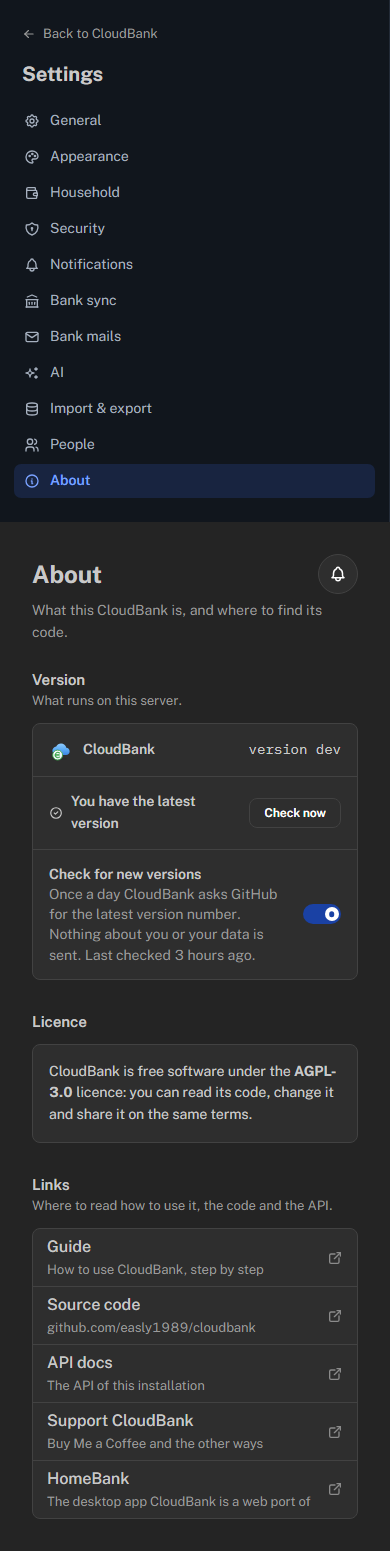 Back to CloudBank
Settings
General
Appearance
Household
Security
Notifications
Bank sync
Bank mails
AI
Import & export
People
About
About
What this CloudBank is, and where to find its
code.
Version
What runs on this server.
CloudBank version dev
You have the latest
version
Check now
Check for new versions
Once a day CloudBank asks GitHub
for the latest version number.
Nothing about you or your data is
sent. Last checked 3 hours ago.
Licence
CloudBank is free software under the AGPL-
3.0 licence: you can read its code, change it
and share it on the same terms.
Links
Where to read how to use it, the code and the API.
Guide
How to use CloudBank, step by step
Source code
github.com/easly1989/cloudbank
API docs
The API of this installation
Support CloudBank
Buy Me a Coffee and the other ways
HomeBank
The desktop app CloudBank is a web port of